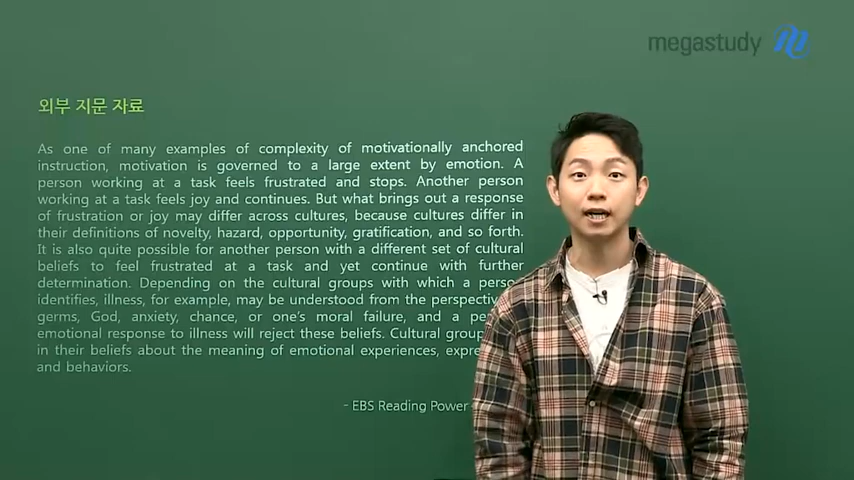 megastudy
외부 지문 자료
As one of many examples of complexity of motivationally anchored
instruction, motivation is governed to a large extent by emotion. A
person working at a task feels frustrated and stops. Another person
working at a task feels joy and continues. But what brings out a response
of frustration or joy may differ across cultures, because cultures differ in
their definitions of novelty, hazard, opportunity, gratification, and so forth.
It is also quite possible for another person with a different set of cultural
beliefs to feel frustrated at a task and yet continue with further
determination. Depending on the cultural groups with which a
identifies, illness, for example, may be understood from the
germs, God, anxiety, chance, or one's moral failure, and a
emotional response to illness will reject these beliefs. Cultural
in their beliefs about the meaning of emotional experiences,
and behaviors.
- EBS Reading Power